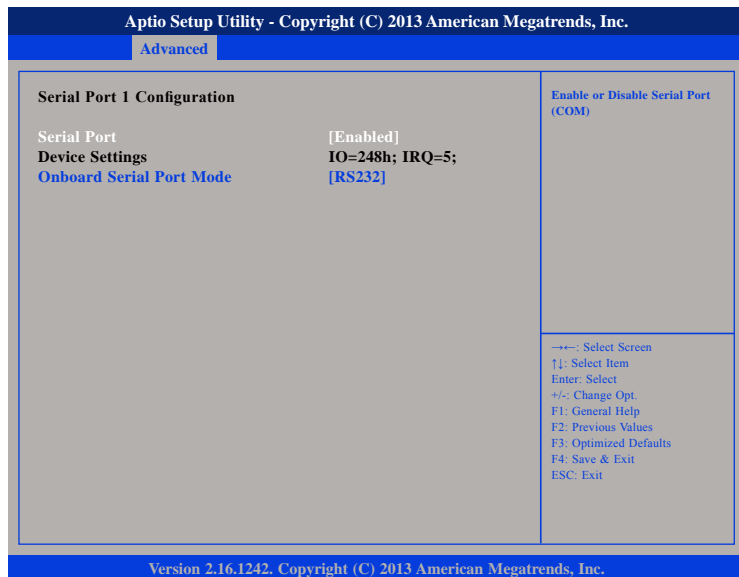 Aptio Setup Utility - Copyright (C) 2013 American Megatrends, Inc.
Advanced
Serial Port 1 Configuration
Serial Port [Enabled]
Device Settings IO=248h; IRQ=5;
Onboard Serial Port Mode [RS232]
Enable or Disable Serial Port
(COM)
→←: Select Screen
↑↓: Select Item
Enter: Select
+/-: Change Opt.
F1: General Help
F2: Previous Values
F3: Optimized Defaults
F4: Save & Exit
ESC: Exit
Version 2.16.1242. Copyright (C) 2013 American Megatrends, Inc.